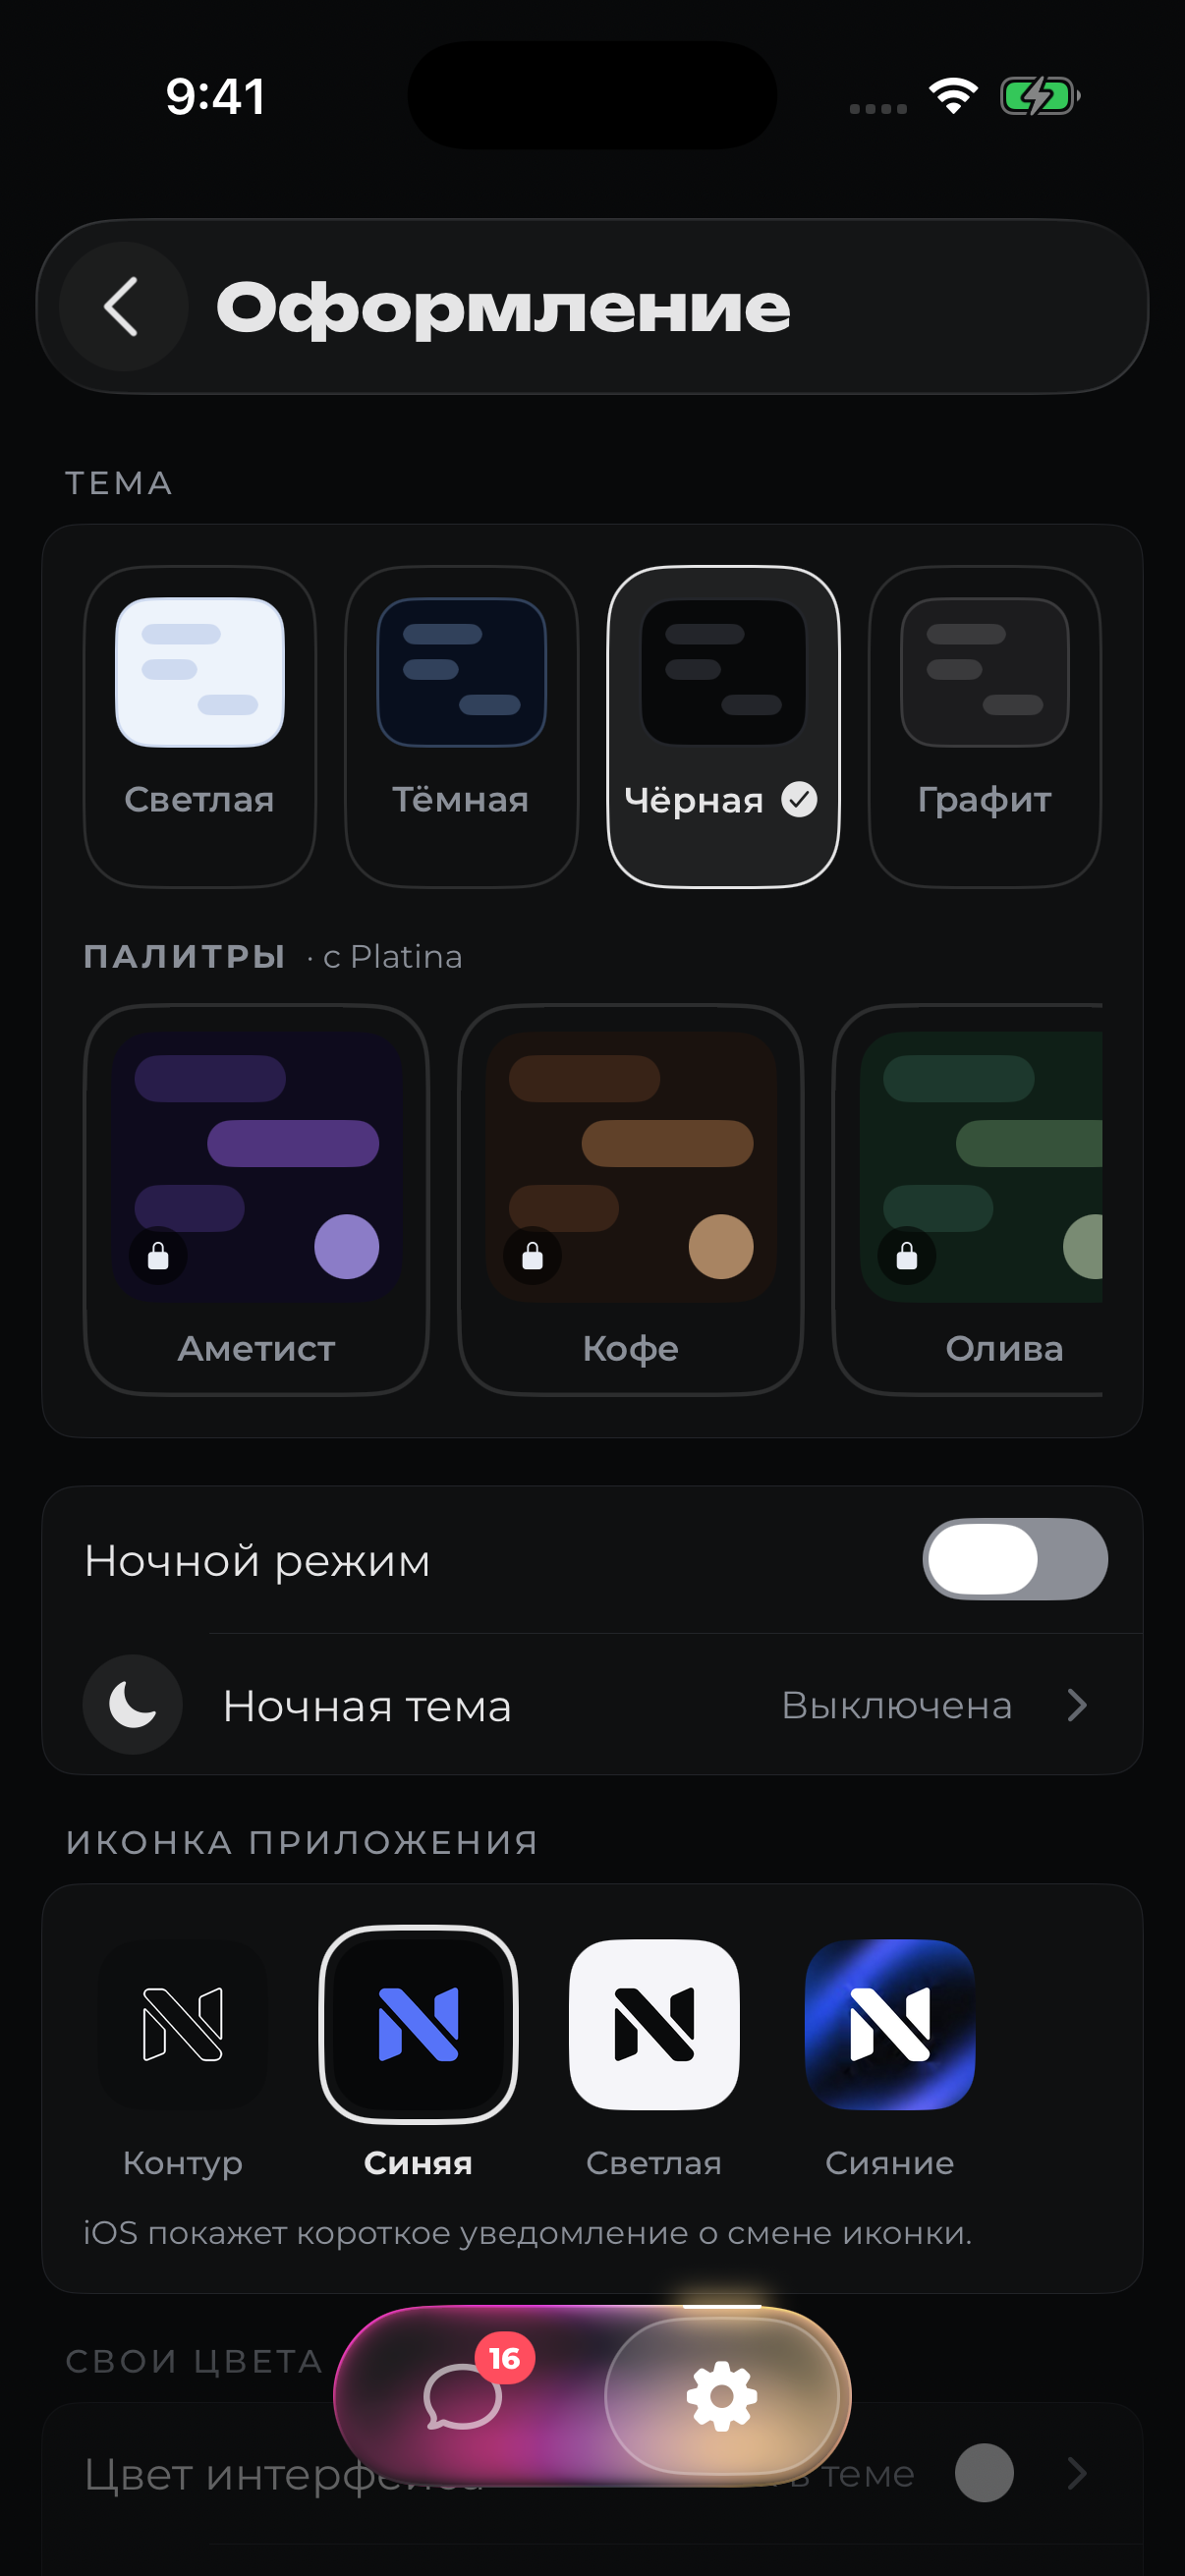 9:41
Оформление
ТЕМА
Светлая
Тёмная
Чёрная
Графит
ПАЛИТРЫ · с Platina
Аметист
Кофе
Олива
Ночной режим
Ночная тема
Выключена
ИКОНКА ПРИЛОЖЕНИЯ
Контур
Синяя
Светлая
Сияние
iOS покажет короткое уведомление о смене иконки.
16
СВОИ ЦВЕТА
Цвет интерфейса
теме